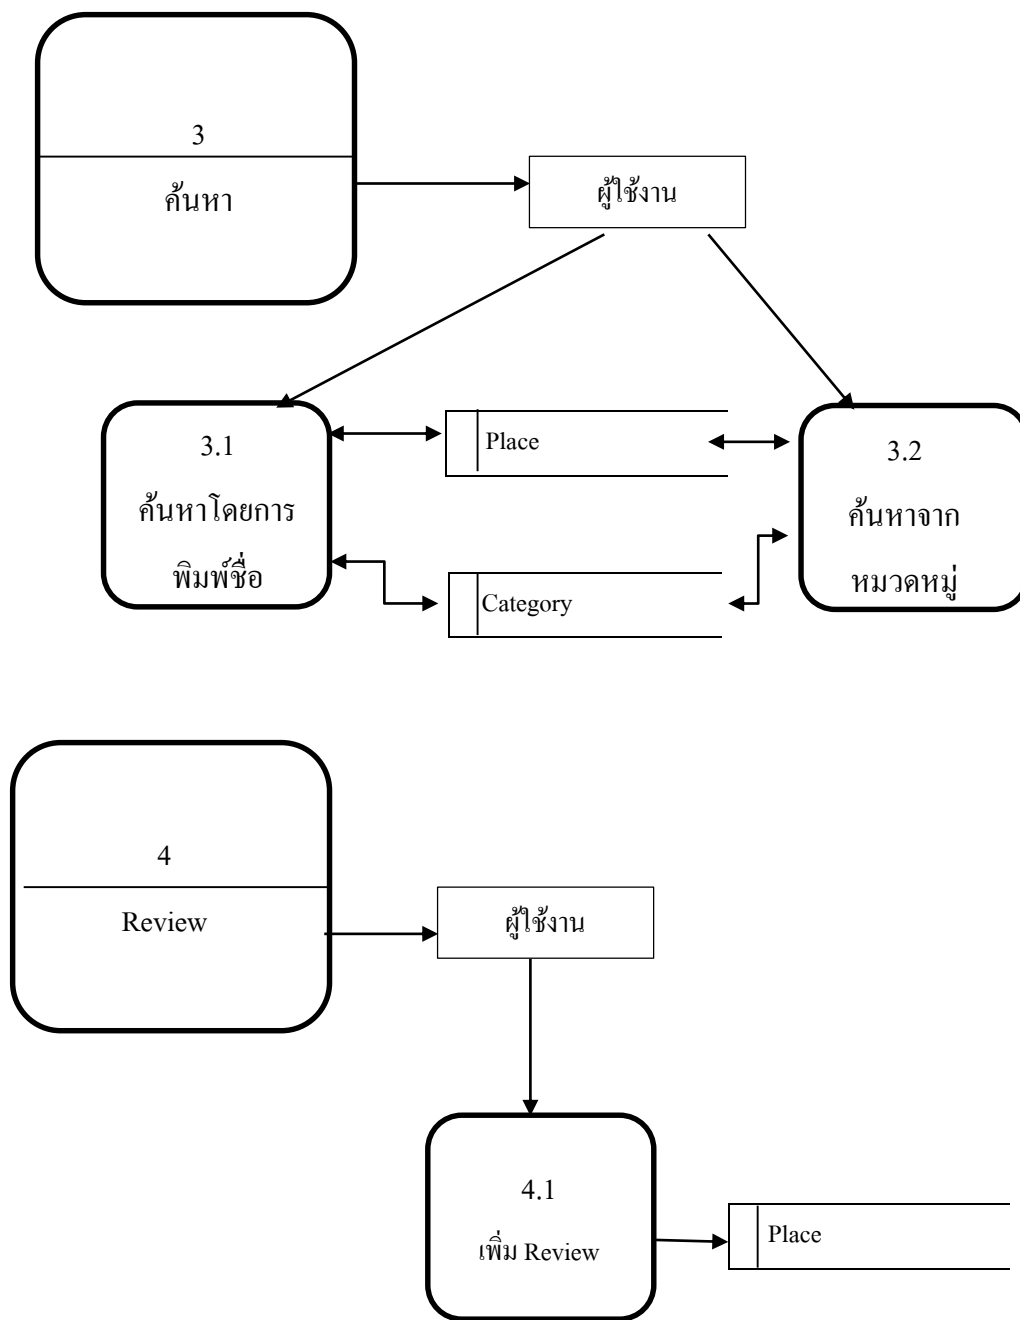 3
ค้นหา
ผู้ใช้งาน
3.1
ค้นหาโดยการ
พิมพ์ชื่อ
Place
3.2
ค้นหาจาก
หมวดหมู่
Category
4
Review
ผู้ใช้งาน
4.1
เพิ่ม Review
Place